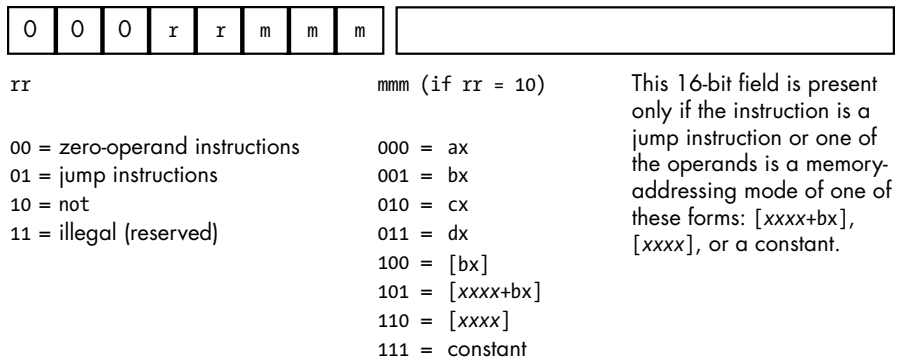 0 0 0 r r m m m
rr
00 = zero-operand instructions
01 = jump instructions
10 = not
11 = illegal (reserved)
mmm (if rr = 10)
000 = ax
001 = bx
010 = cx
011 = dx
100 = [bx]
101 = [xxxx+bx]
110 = [xxxx]
111 = constant
This 16-bit field is present
only if the instruction is a
jump instruction or one of
the operands is a memory-
addressing mode of one of
these forms: [xxxx+bx],
[xxxx], or a constant.